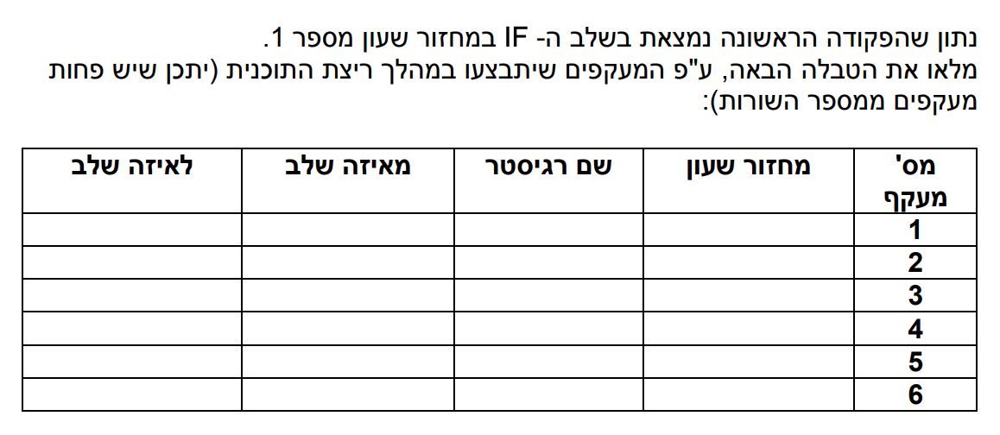 נתון שהפקודה הראשונה נמצאת בשלב ה- IF במחזור שעון מספר 1.
מלאו את הטבלה הבאה, ע"פ המעקפים שיתבצעו במהלך ריצת התוכנית (יתכן שיש פחות
מעקפים ממספר השורות):
מס' מחזור שעון שם רגיסטר מאיזה שלב לאיזה שלב
מעקף
1
2
3
4
5
6